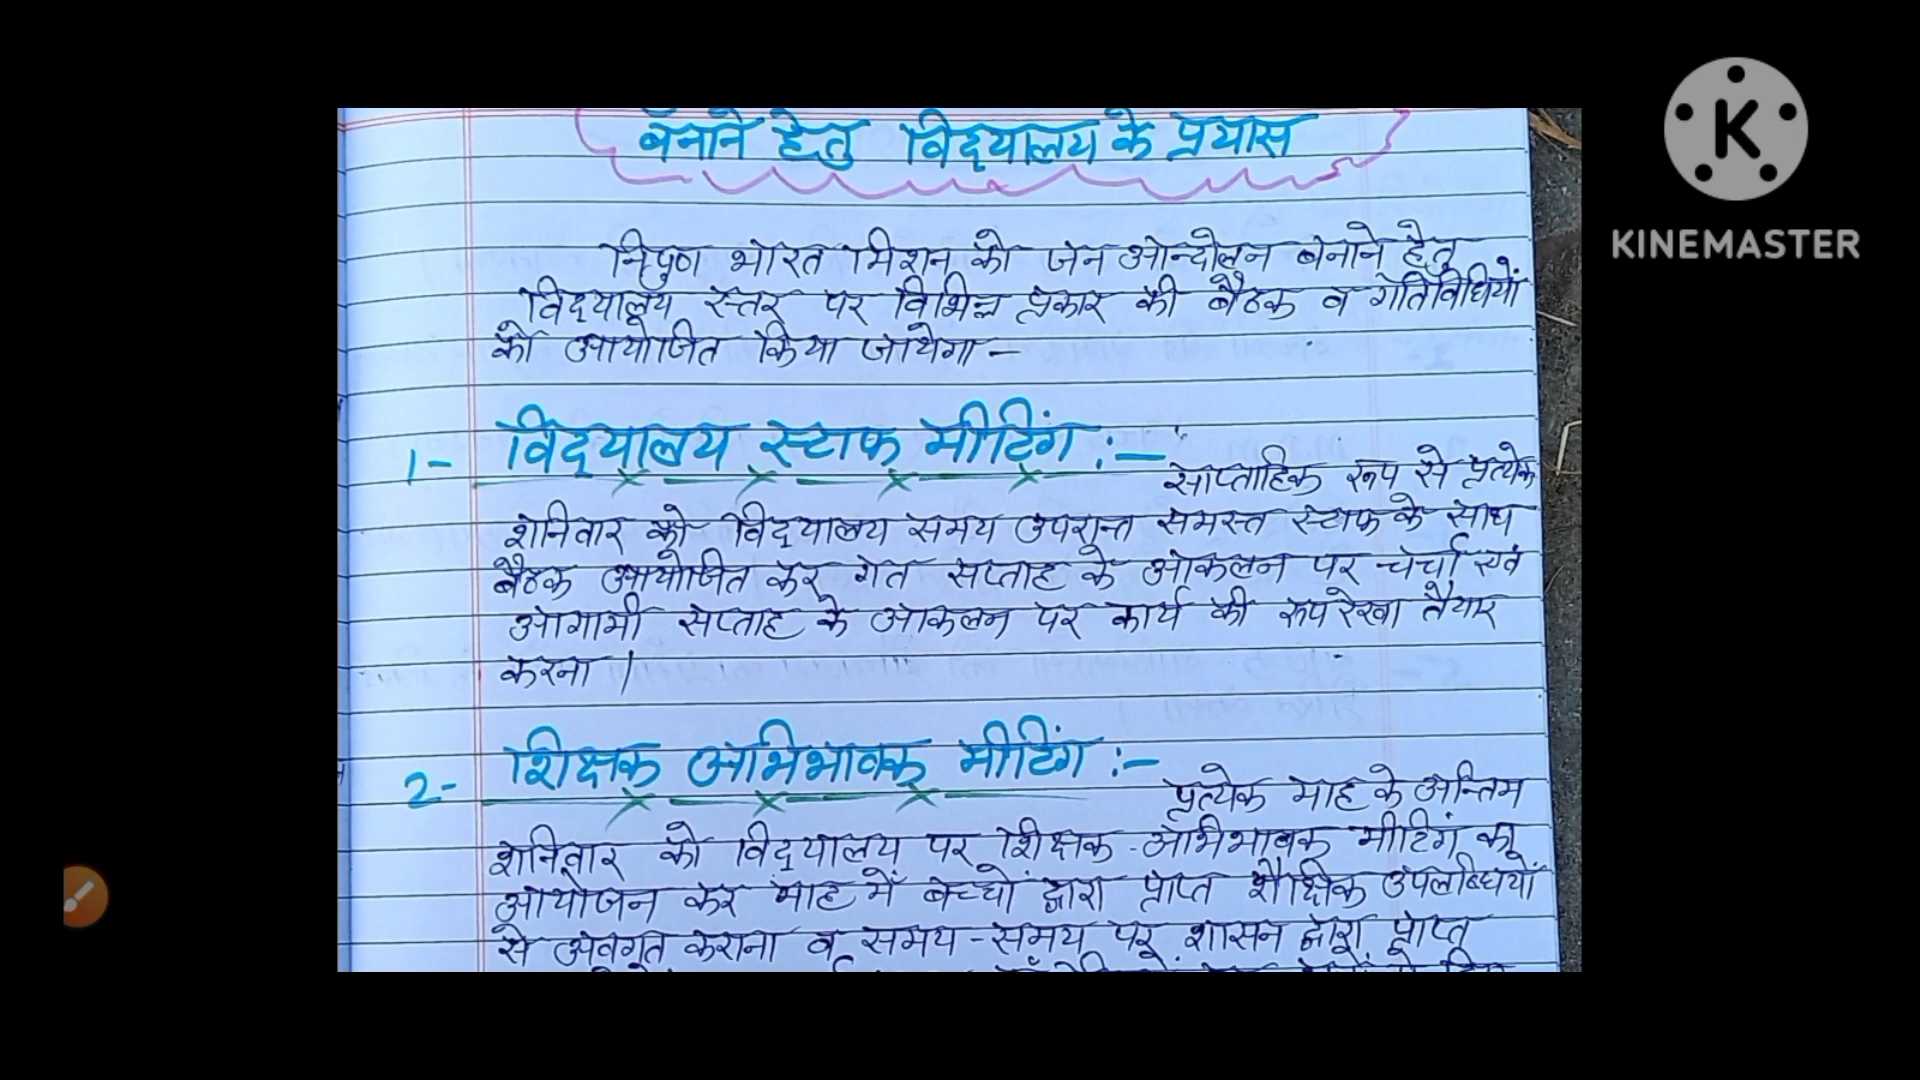 बनाने हेतु विद्यालय के प्रयास
निपुण भारत मिशन को जन आन्दोलन बनाने हेतु
विद्यालय स्तर पर विभिन्न प्रकार की बैठक व गतिविधियों
को आयोजित किया जायेगा -
1- विद्यालय स्टाफ मीटिंग :-
साप्ताहिक रूप से प्रत्येक
शनिवार को विद्यालय समय उपरान्त समस्त स्टाफ के साथ
बैठक आयोजित कर गत सप्ताह के आकलन पर चर्चा एवं
आगामी सप्ताह के आकलन पर कार्य की रूपरेखा तैयार
करना ।
2- शिक्षक अभिभावक मीटिंग :-
प्रत्येक माह के अन्तिम
शनिवार को विद्यालय पर शिक्षक - अभिभावक मीटिंग का
आयोजन कर माह में बच्चों द्वारा प्राप्त शैक्षिक उपलब्धियों
से अवगत कराना व समय - समय पर शासन द्वारा प्राप्त
K
KINEMASTER